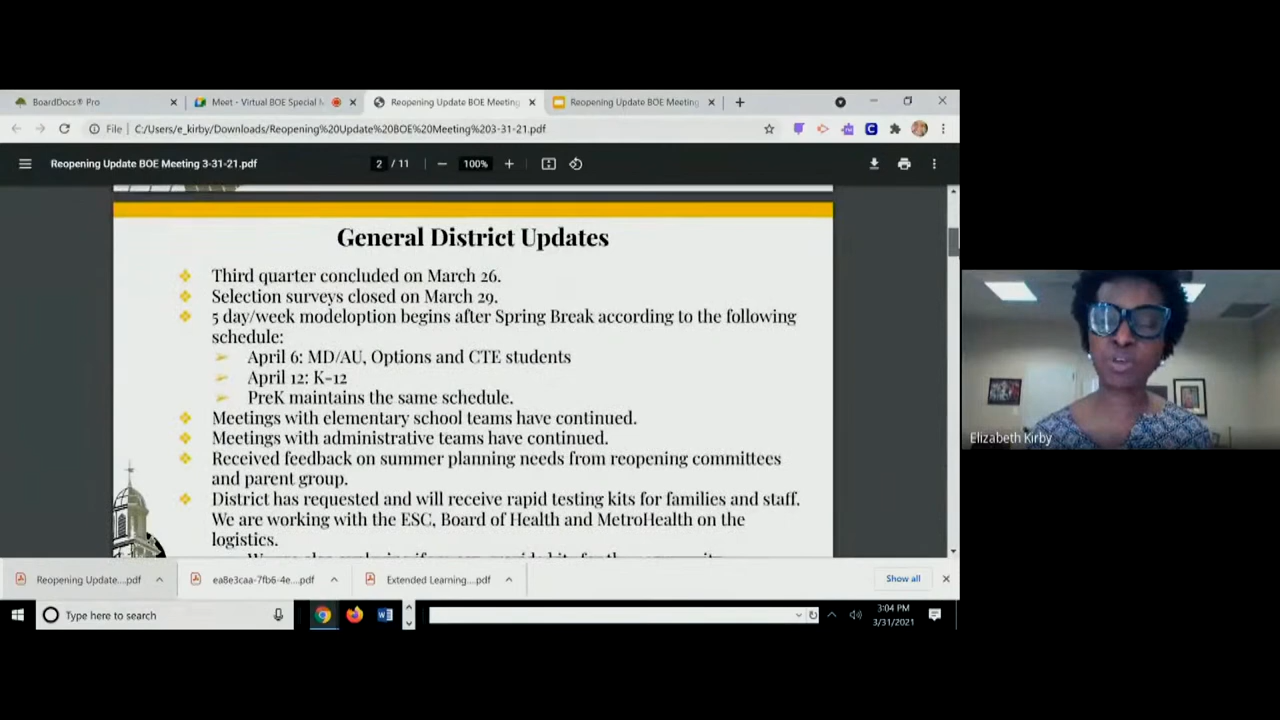 BoardDocs® Pro
Meet - Virtual BOE Special M
Reopening Update BOE Meeting
Reopening Update BOE Meeting
File | C:/Users/e_kirby/Downloads/Reopening%20Update%20BOE%20Meeting%203-31-21.pdf
Reopening Update BOE Meeting 3-31-21.pdf
2 / 11
100%
General District Updates
Third quarter concluded on March 26.
Selection surveys closed on March 29.
5 day/week modeloption begins after Spring Break according to the following
schedule:
April 6: MD/AU, Options and CTE students
April 12: K-12
PreK maintains the same schedule.
Meetings with elementary school teams have continued.
Meetings with administrative teams have continued.
Received feedback on summer planning needs from reopening committees
and parent group.
District has requested and will receive rapid testing kits for families and staff.
We are working with the ESC, Board of Health and MetroHealth on the
logistics.
Elizabeth Kirby
Reopening Update....pdf
ea8e3caa-7fb6-4e....pdf
Extended Learning....pdf
Show all
Type here to search
3:04 PM
3/31/2021